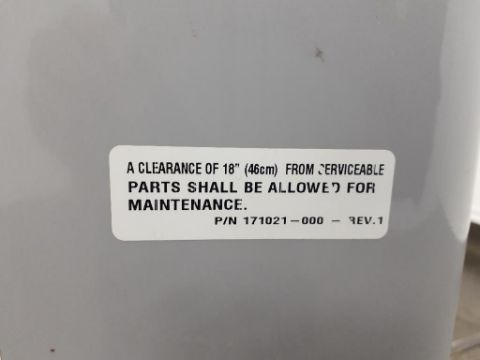 A CLEARANCE OF 18" (46cm) FROM SERVICEABLE
PARTS SHALL BE ALLOWED FOR
MAINTENANCE.
P/N 171021-000 - REV.1